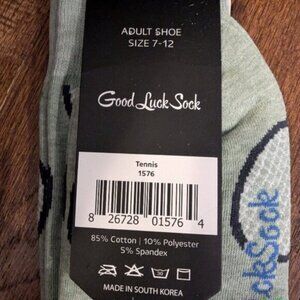 ADULT SHOE
SIZE 7-12
Good Luck Sock
Tennis
1576
8 26728 01576 4
85% Cotton | 10% Polyester
5% Spandex
MADE IN SOUTH KOREA
kSock